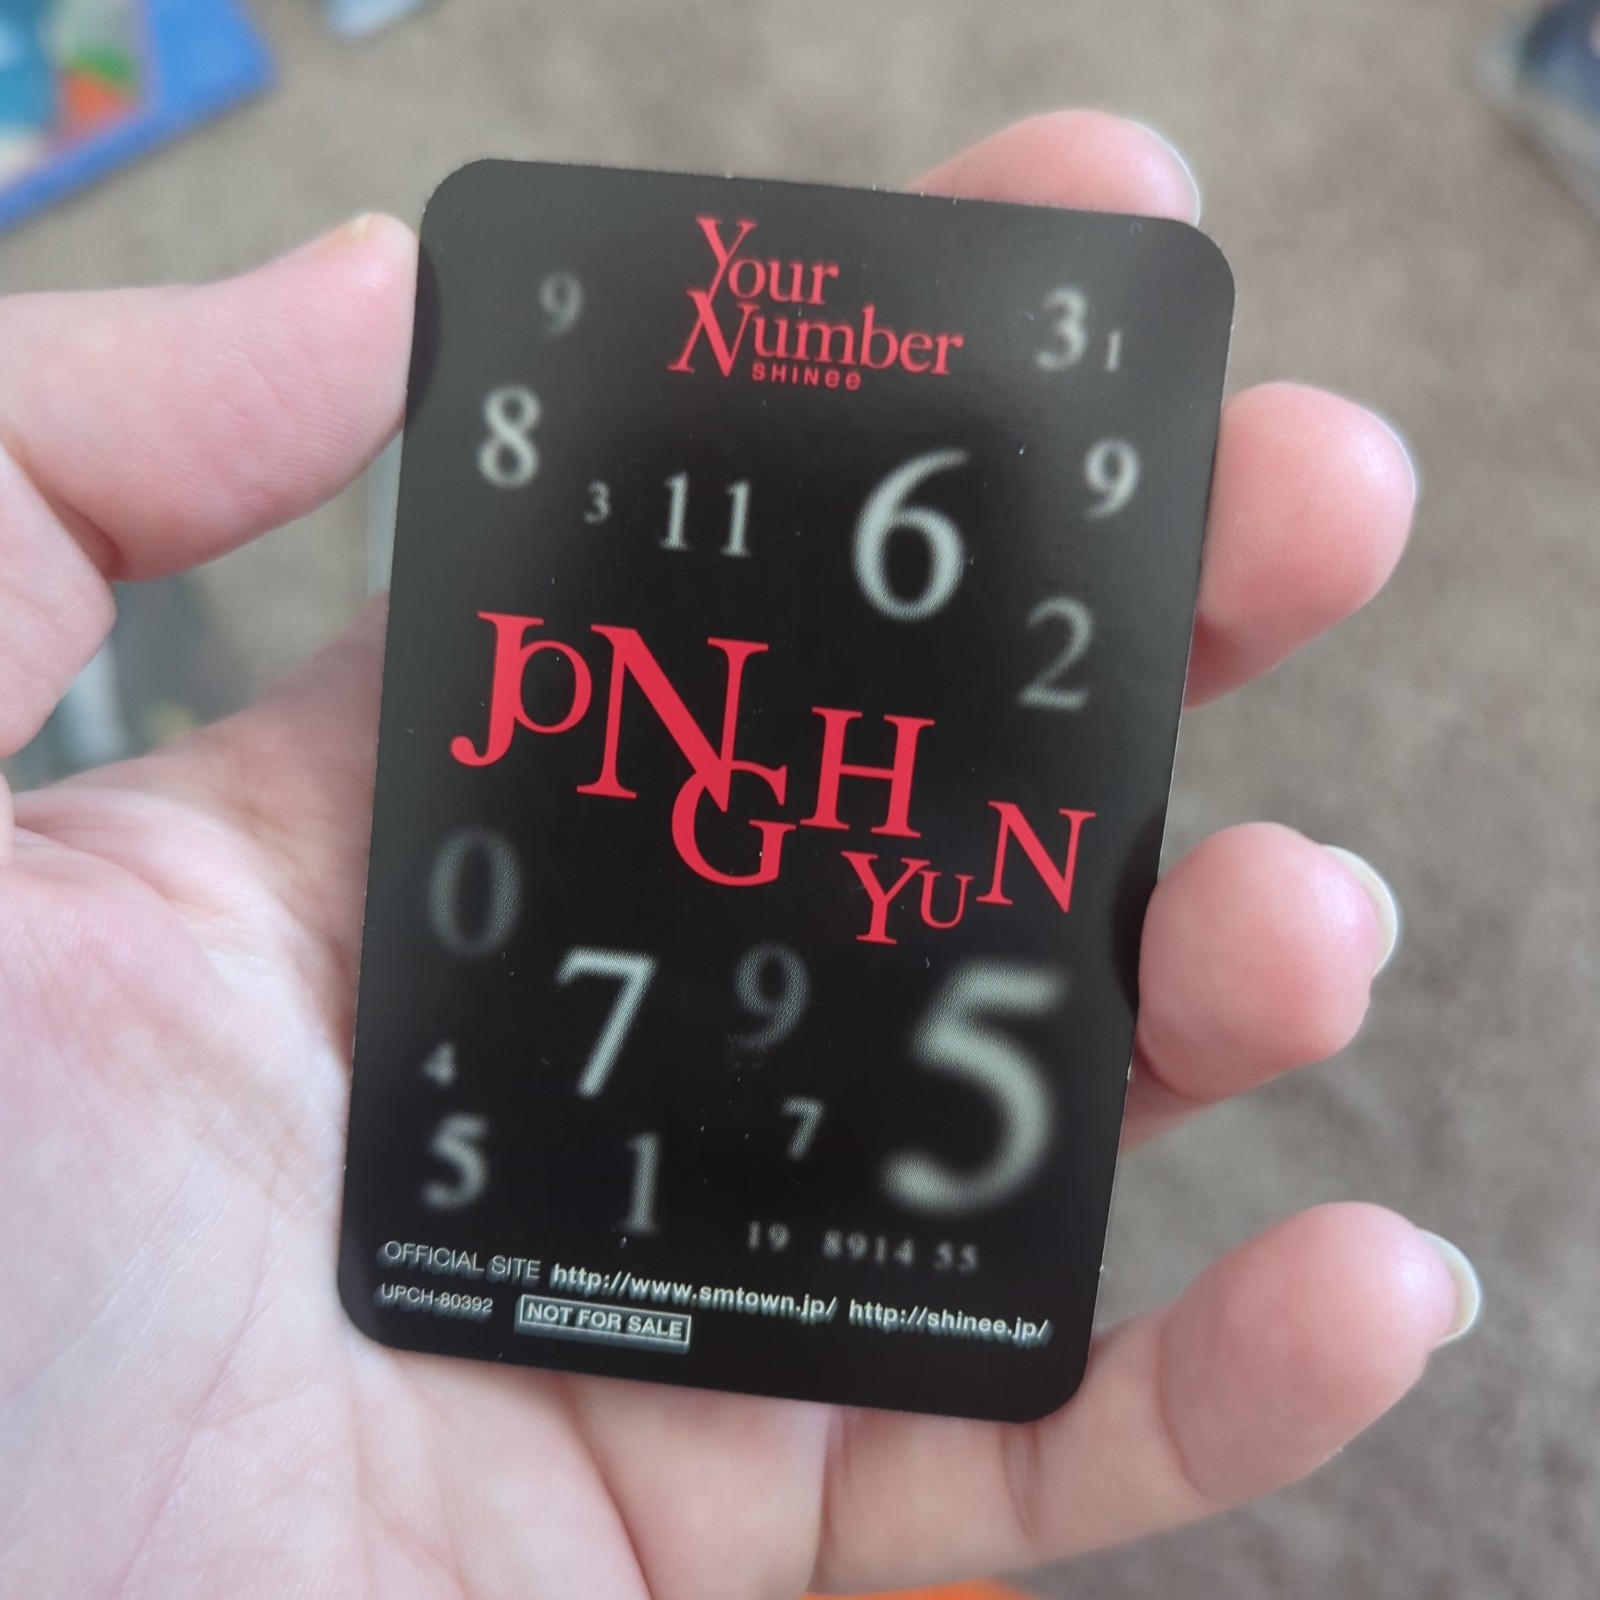 Your
Number
SHINee
9
3 1
8
3
11
6
9
2
JONGHYUN
0
7
9
5
4
5
1
7
19 8914 55
OFFICIAL SITE http://www.smtown.jp/ http://shinee.jp/
UPCH-80392 NOT FOR SALE